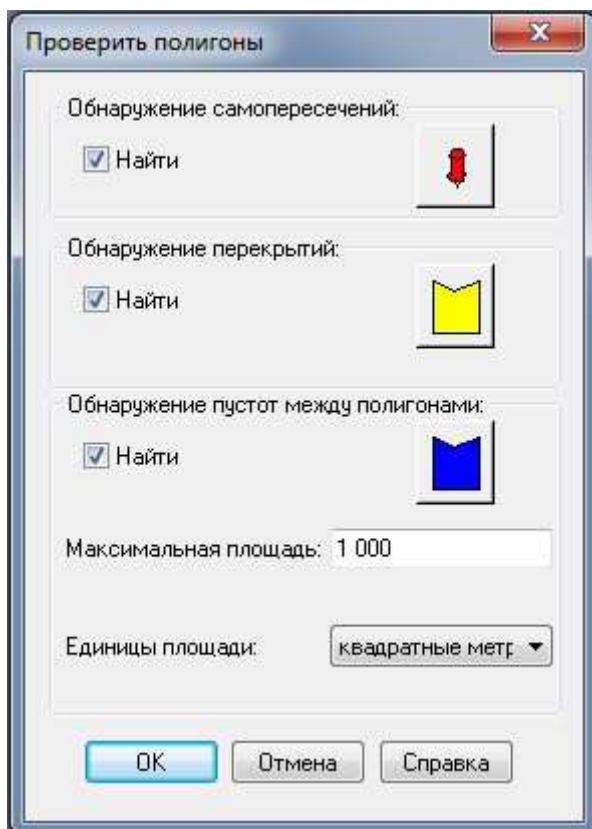 Проверить полигоны
Обнаружение самопересечений:
Найти
Обнаружение перекрытий:
Найти
Обнаружение пустот между полигонами:
Найти
Максимальная площадь: 1 000
Единицы площади: квадратные метр
ОК Отмена Справка